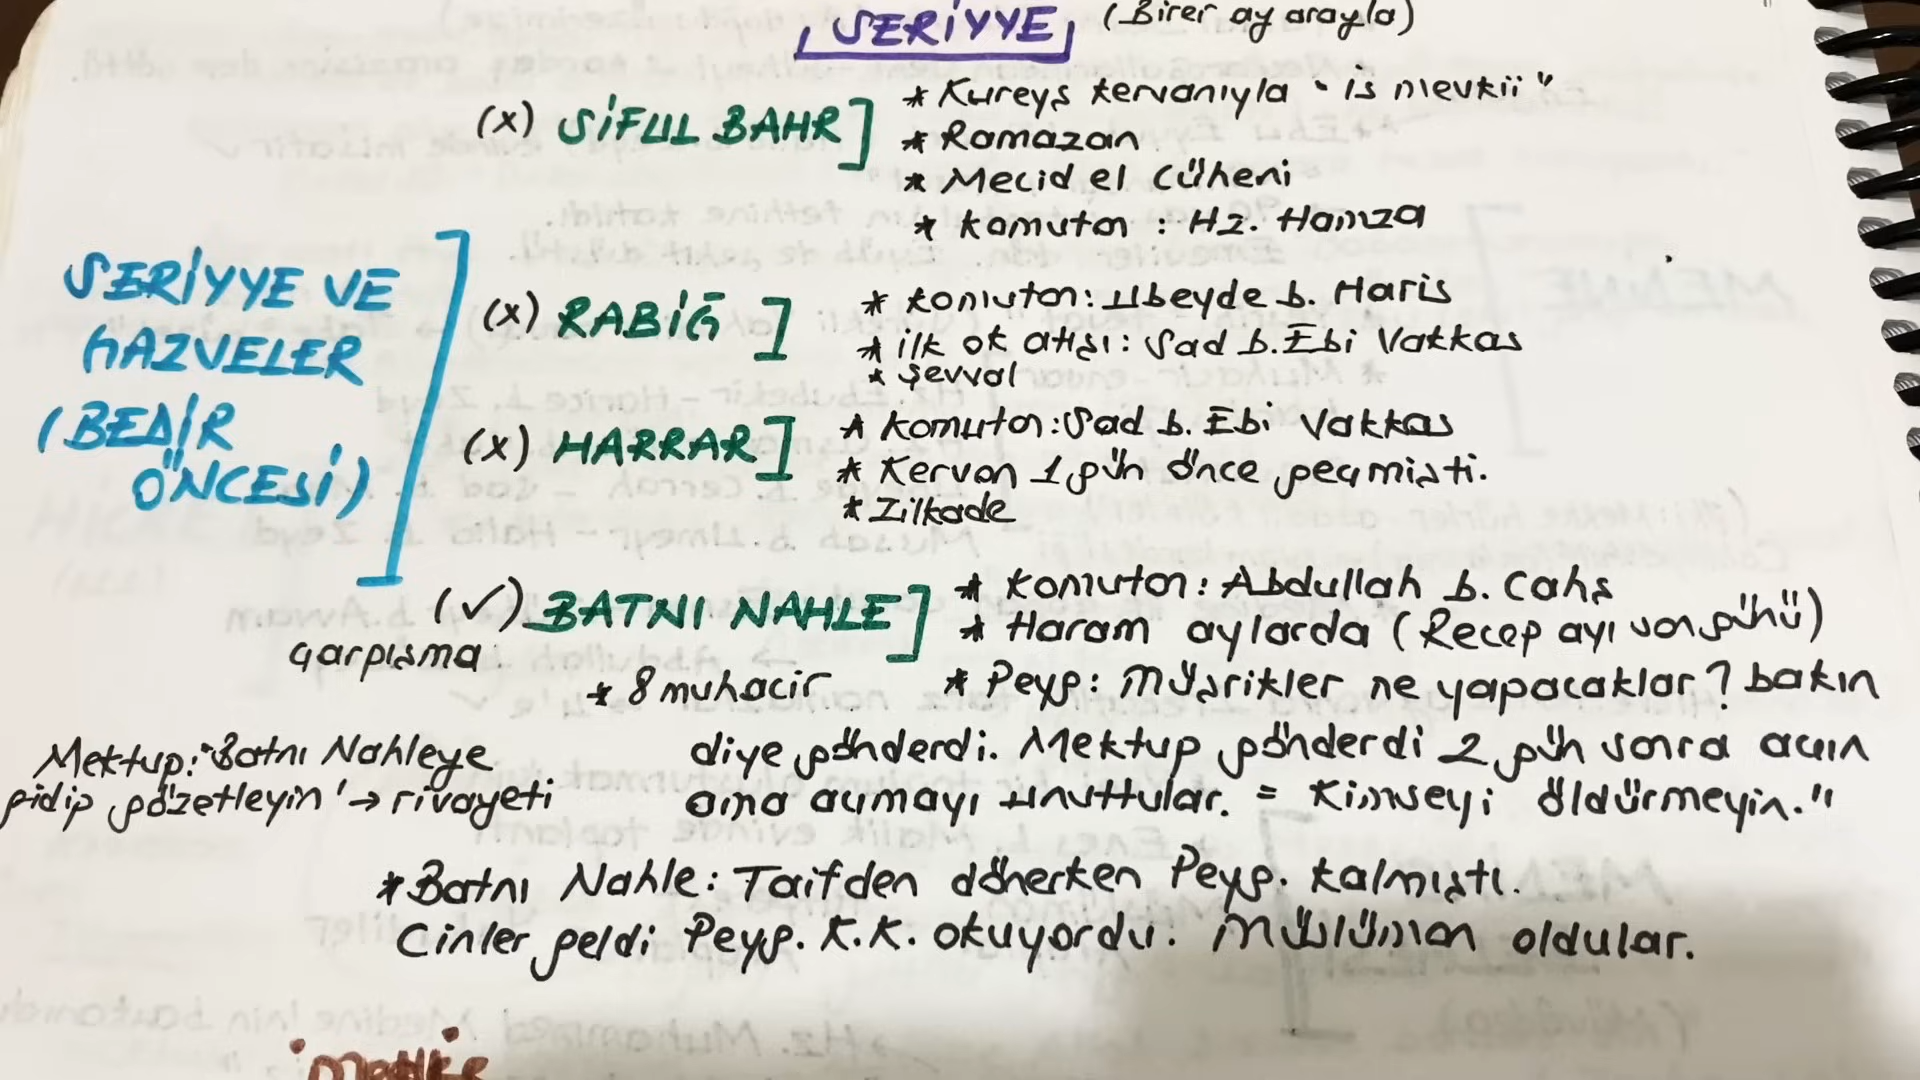 SERİYYE (Birer ay arayla)
(x) SİFUL BAHR] * Kureyş kervanıyla "is mevkii"
* Ramazan
* Mecid el Cüheni
* Komutan : Hz. Hamza
SERİYYE VE
GAZVELER
(BEDİR
ÖNCESİ)
(x) RABİĞ] * Komutan: Ubeyde b. Haris
* ilk ok atışı: Sad b. Ebi Vakkas
* Şevval
(x) HARRAR] * Komutan: Sad b. Ebi Vakkas
* Kervan 1 gün önce geçmişti.
* Zilkade
(✓) BATNI NAHLE] * Komutan: Abdullah b. Cahş
çarpışma
* Haram aylarda (Recep ayı son günü)
* 8 muhacir
* Peyg: Müşrikler ne yapacaklar? bakın
diye gönderdi. Mektup gönderdi 2 gün sonra açın
ama açmayı unuttular. = Kimseyi öldürmeyin."
Mektup: "Batnı Nahleye
gidip gözetleyin" → rivayeti
* Batnı Nahle: Taifden dönerken Peyg. kalmıştı.
Cinler geldi Peyg. K.K. okuyordu. Müslüman oldular.